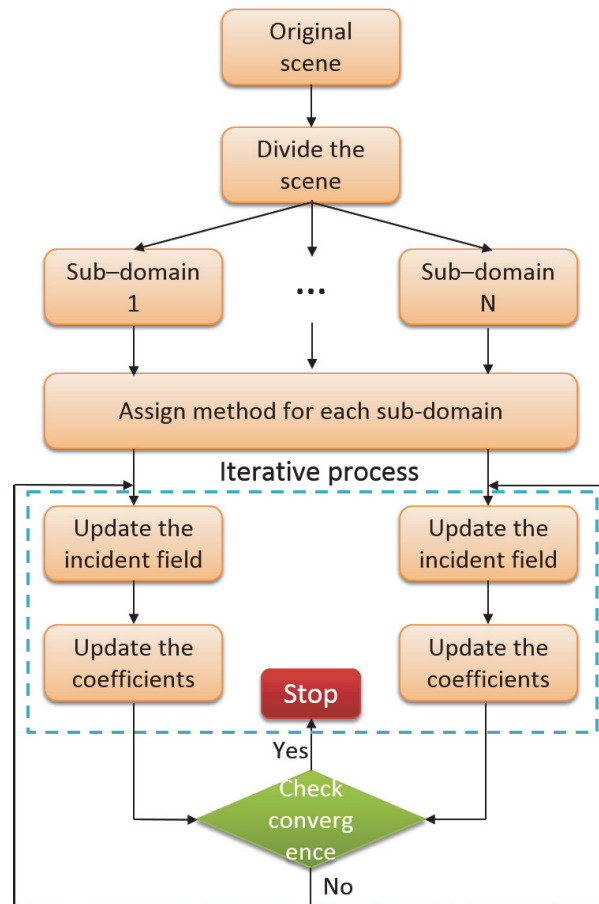 Original
scene
Divide the
scene
Sub–domain
1
...
Sub–domain
N
Assign method for each sub-domain
Iterative process
Update the
incident field
Update the
incident field
Update the
coefficients
Update the
coefficients
Stop
Yes
Check
converg
ence
No